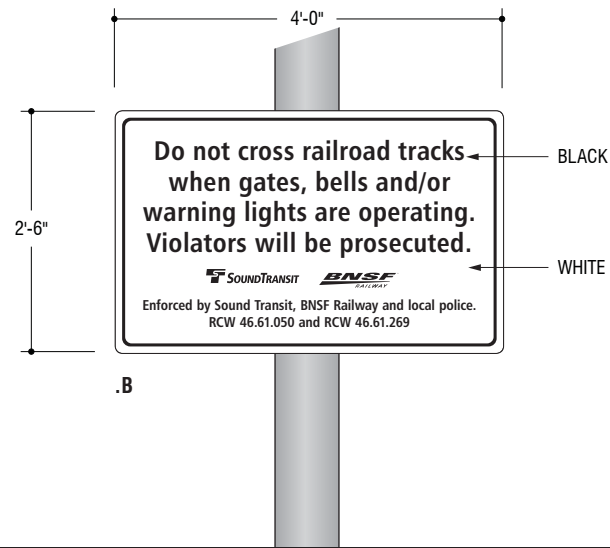 4'-0"
Do not cross railroad tracks
when gates, bells and/or
warning lights are operating.
Violators will be prosecuted.
SOUNDTRANSIT BNSF
RAILWAY
Enforced by Sound Transit, BNSF Railway and local police.
RCW 46.61.050 and RCW 46.61.269
BLACK
2'-6"
WHITE
.B